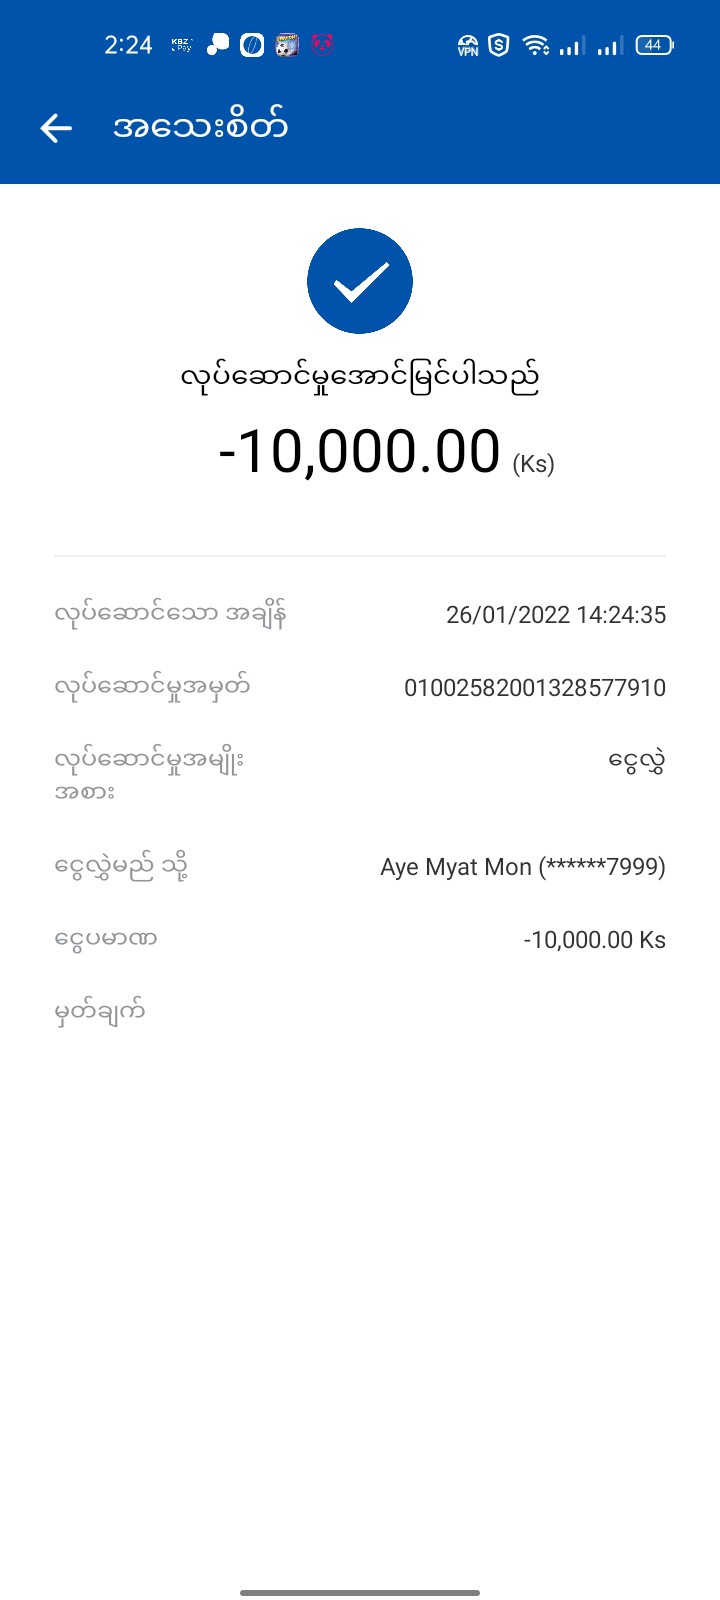 2:24 KBZ Pay VPN 44
အသေးစိတ်
လုပ်ဆောင်မှုအောင်မြင်ပါသည်
-10,000.00 (Ks)
လုပ်ဆောင်သော အချိန် 26/01/2022 14:24:35
လုပ်ဆောင်မှုအမှတ် 01002582001328577910
လုပ်ဆောင်မှုအမျိုး ငွေလွှဲ
အစား
ငွေလွှဲမည် သို့ Aye Myat Mon (******7999)
ငွေပမာဏ -10,000.00 Ks
မှတ်ချက်